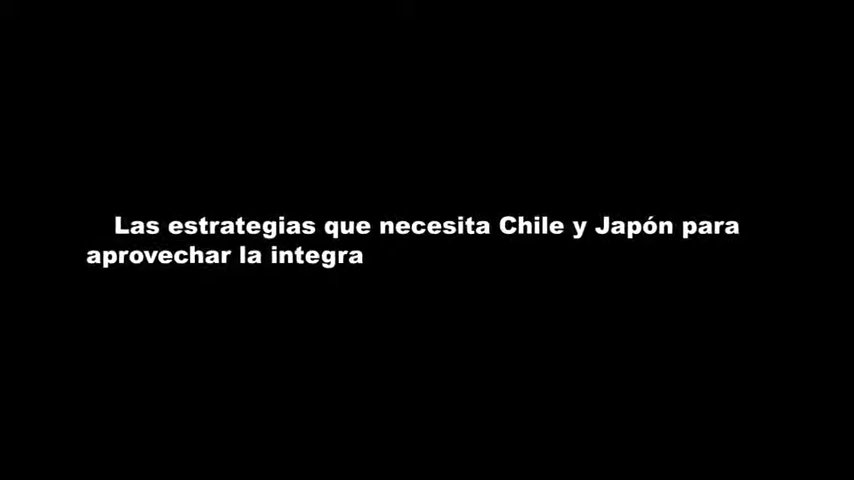 Las estrategias que necesita Chile y Japón para
aprovechar la integra